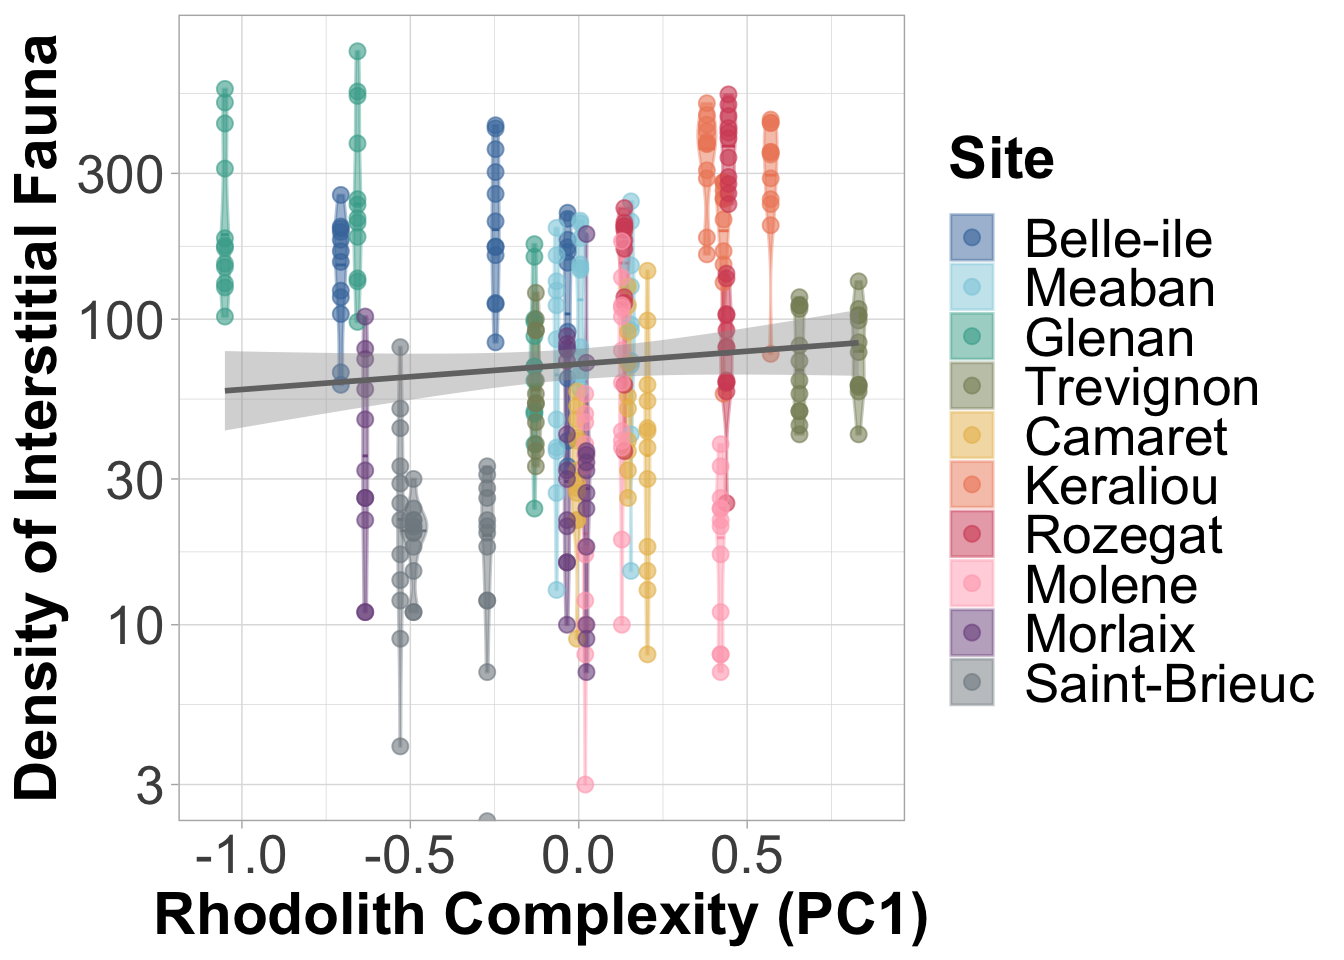 Density of Interstitial Fauna
300
100
30
10
3
-1.0
-0.5
0.0
0.5
Rhodolith Complexity (PC1)
Site
Belle-ile
Meaban
Glenan
Trevignon
Camaret
Keraliou
Rozegat
Molene
Morlaix
Saint-Brieuc